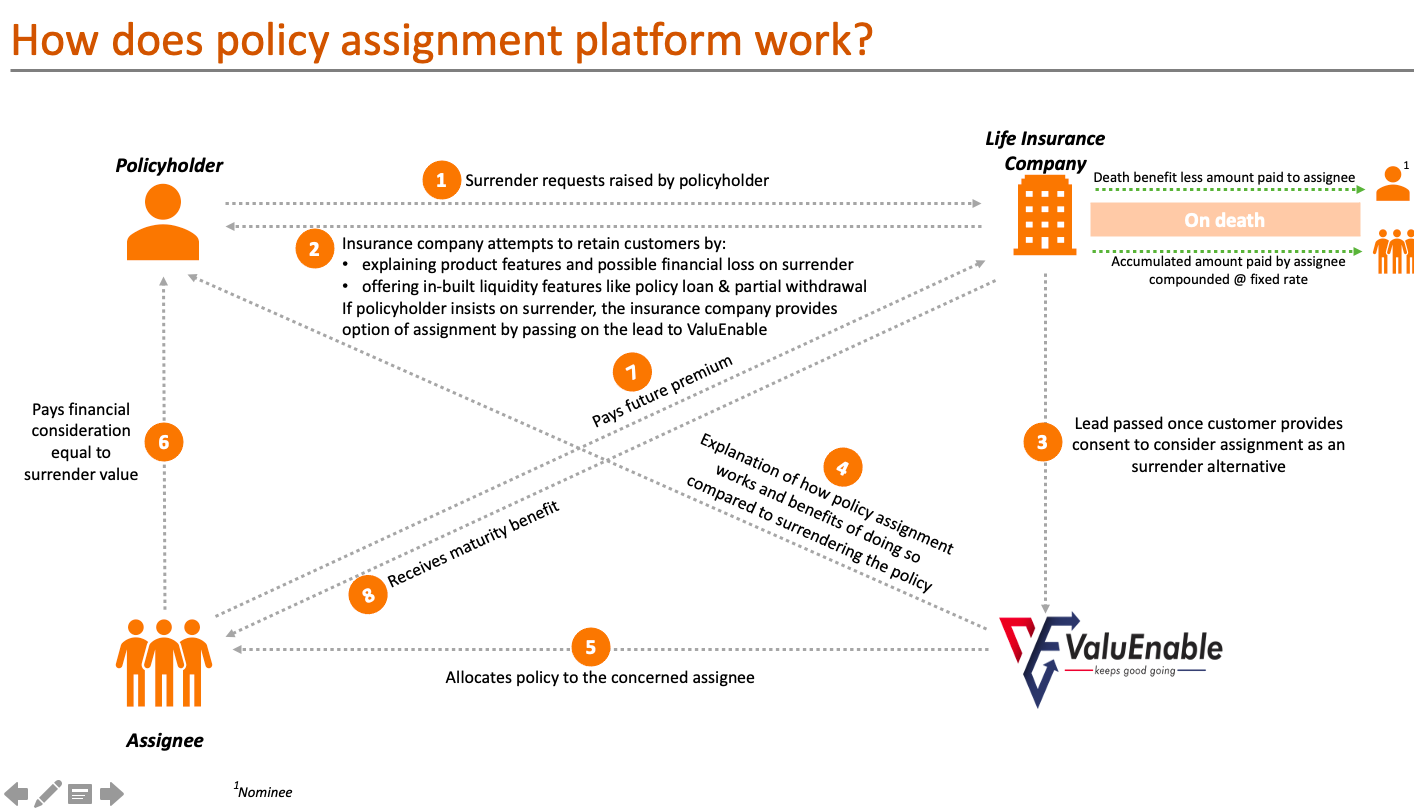 How does policy assignment platform work?
Policyholder
Life Insurance
Company
1
Surrender requests raised by policyholder
Death benefit less amount paid to assignee
1
On death
Accumulated amount paid by assignee
compounded @ fixed rate
2
Insurance company attempts to retain customers by:
• explaining product features and possible financial loss on surrender
• offering in-built liquidity features like policy loan & partial withdrawal
If policyholder insists on surrender, the insurance company provides
option of assignment by passing on the lead to ValuEnable
7
Pays future premium
Pays financial
consideration
equal to
surrender value
6
3
Lead passed once customer provides
consent to consider assignment as an
surrender alternative
4
Explanation of how policy assignment
works and benefits of doing so
compared to surrendering the policy
8
Receives maturity benefit
5
Allocates policy to the concerned assignee
ValuEnable
keeps good going
Assignee
1Nominee